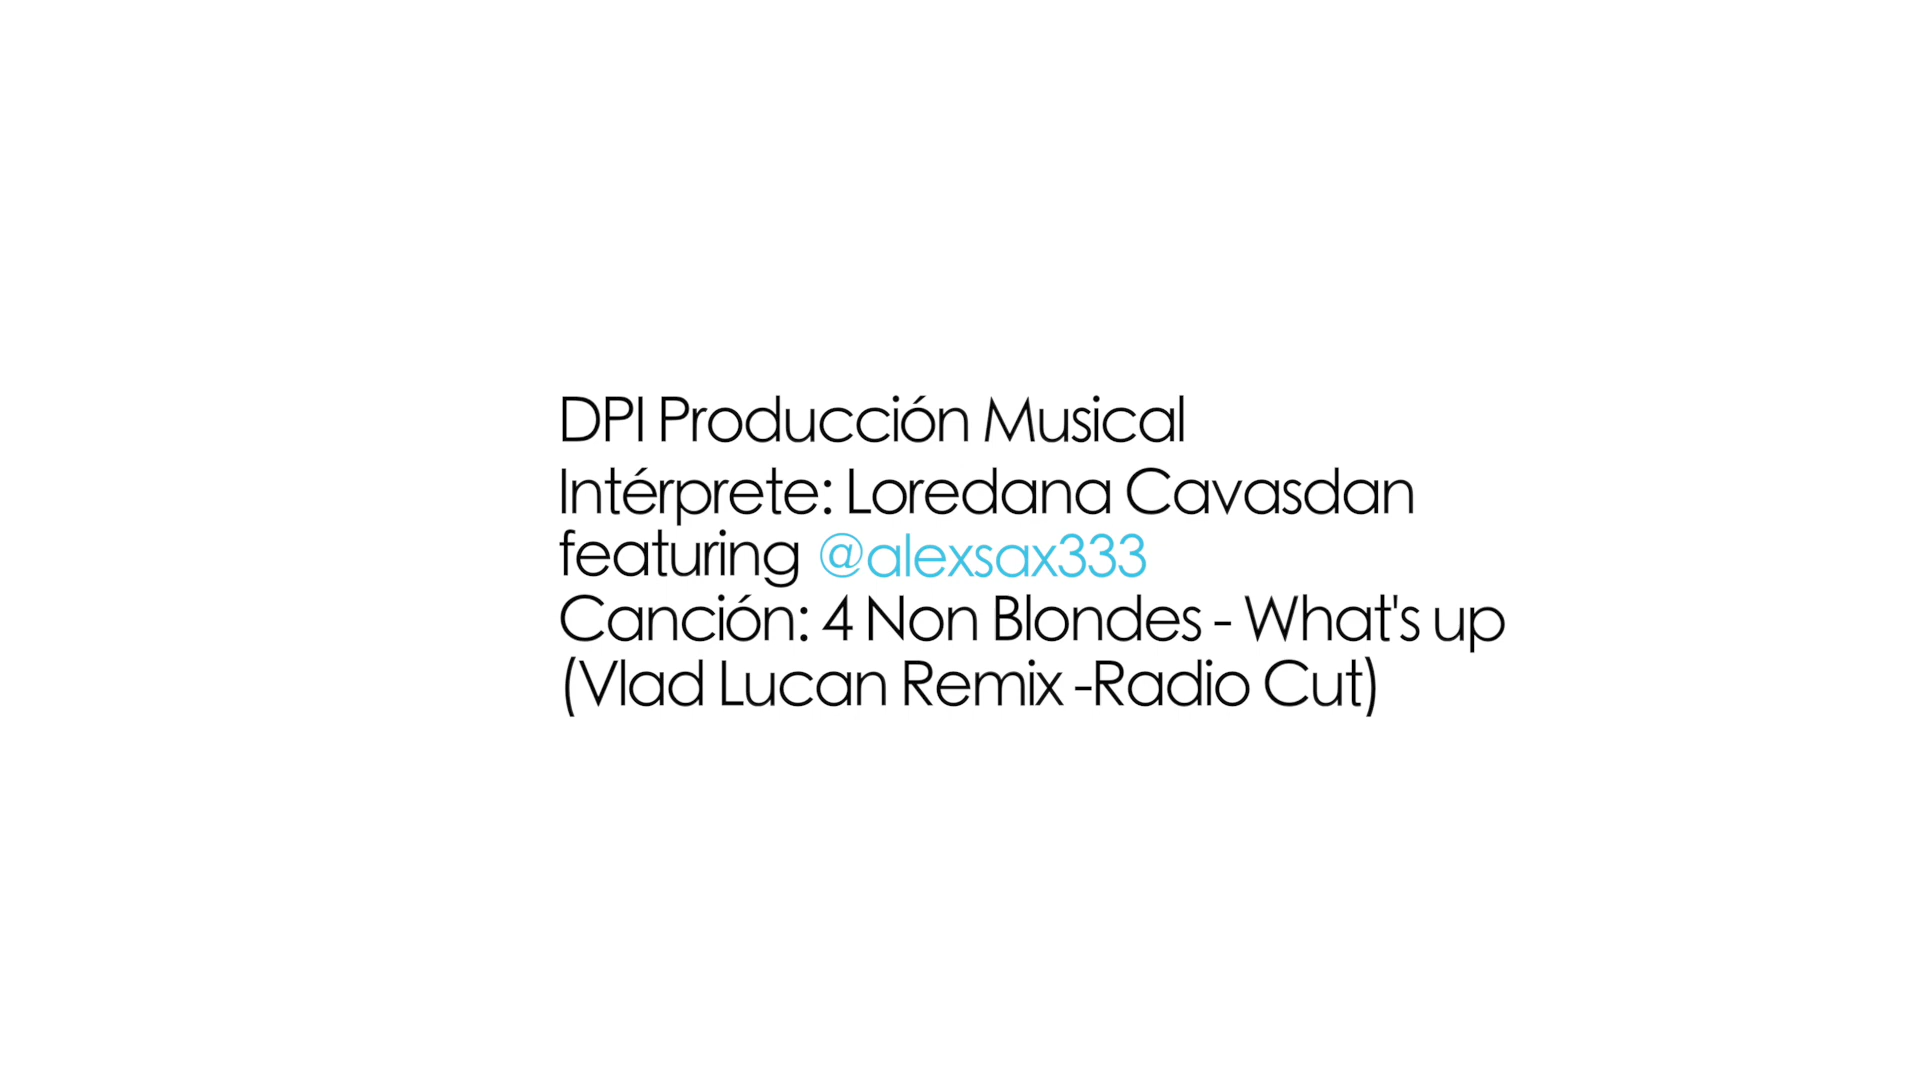 DPI Producción Musical
Intérprete: Loredana Cavasdan
featuring @alexsax333
Canción: 4 Non Blondes - What's up
(Vlad Lucan Remix -Radio Cut)